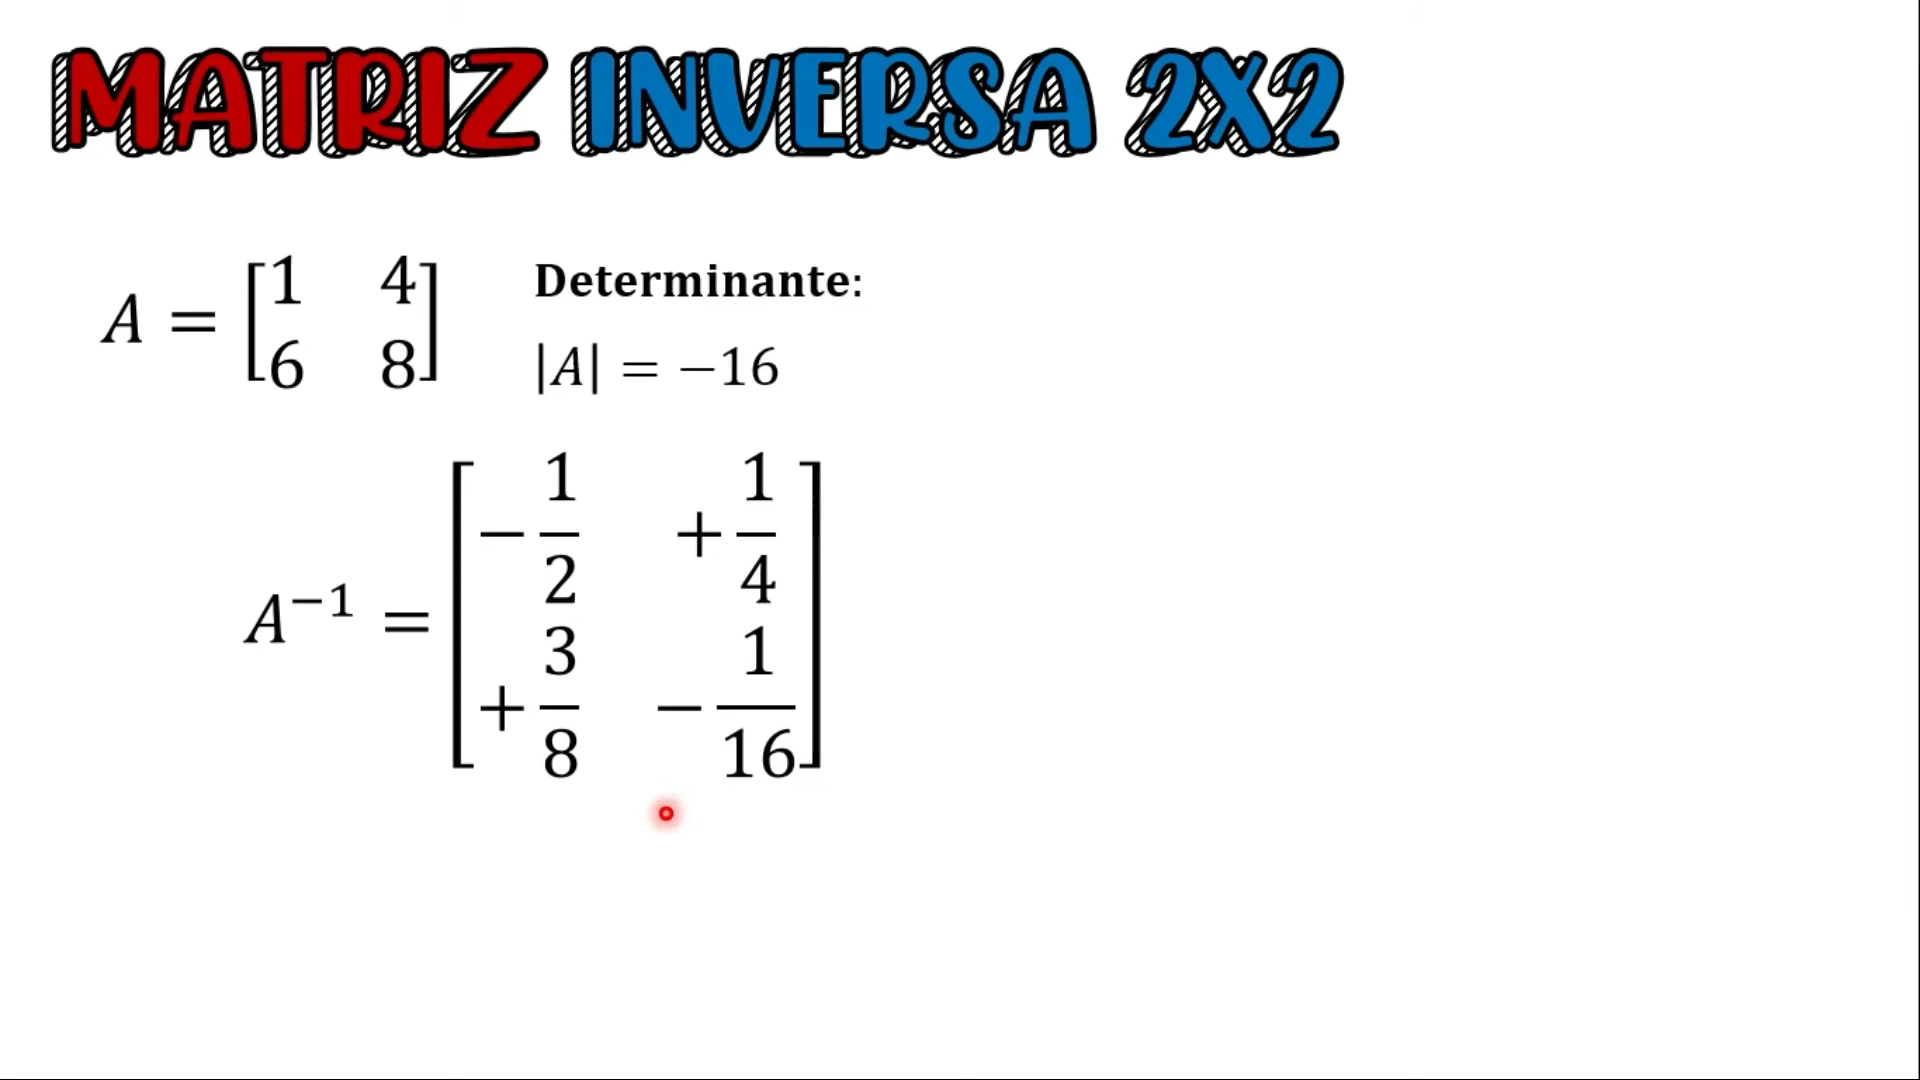 MATRIZ INVERSA 2X2
A = [1 4
6 8]
Determinante:
|A| = −16
A⁻¹ = [−1/2 +1/4
+3/8 −1/16]